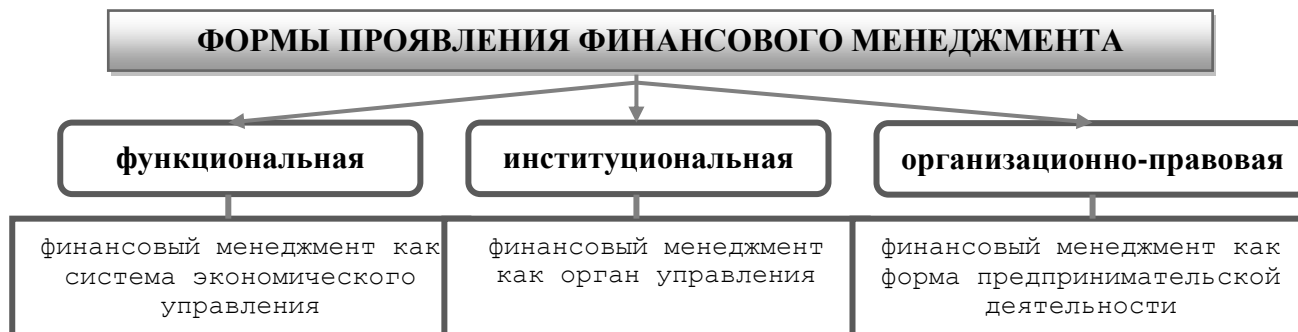 ФОРМЫ ПРОЯВЛЕНИЯ ФИНАНСОВОГО МЕНЕДЖМЕНТА
функциональная
институциональная
организационно-правовая
финансовый менеджмент как
система экономического
управления
финансовый менеджмент
как орган управления
финансовый менеджмент как
форма предпринимательской
деятельности